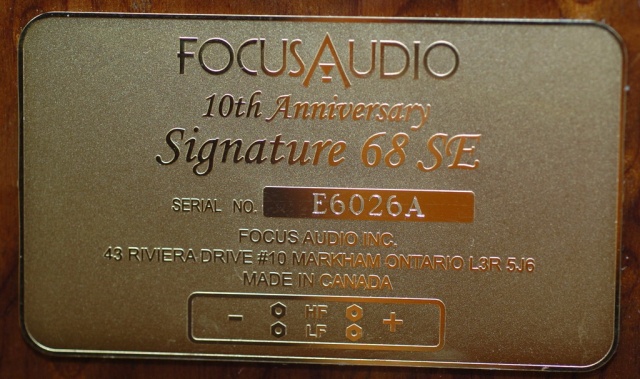 FOCUSAUDIO
10th Anniversary
Signature 68 SE
SERIAL NO. E6026A
FOCUS AUDIO INC.
43 RIVIERA DRIVE #10 MARKHAM ONTARIO L3R 5J6
MADE IN CANADA
- HF +
LF